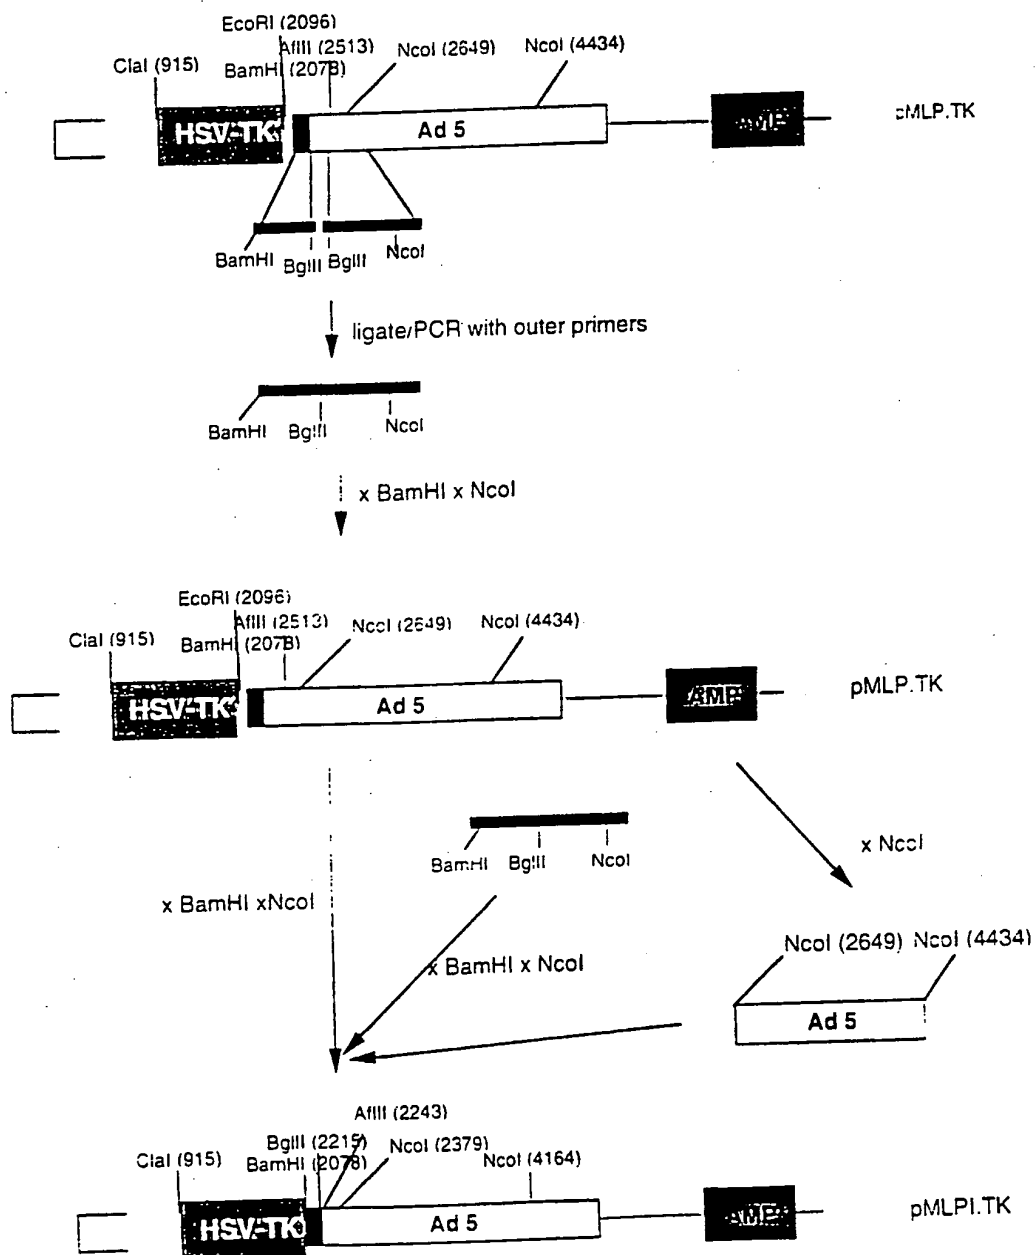 EcoRI (2096)
AflII (2513)
NcoI (2649)
NcoI (4434)
ClaI (915)
BamHI (2078)
HSV-TK
Ad 5
AMP
pMLP.TK
BamHI
BglII
BglII
NcoI
ligate/PCR with outer primers
BamHI
BglII
NcoI
x BamHI x NcoI
EcoRI (2096)
AflII (2513)
NcoI (2649)
NcoI (4434)
ClaI (915)
BamHI (2078)
HSV-TK
Ad 5
AMP
pMLP.TK
BamHI
BglII
NcoI
x NcoI
x BamHI xNcoI
x BamHI x NcoI
NcoI (2649) NcoI (4434)
Ad 5
AflII (2243)
BglII (2215)
NcoI (2379)
ClaI (915)
BamHI (2078)
NcoI (4164)
HSV-TK
Ad 5
AMP
pMLPI.TK